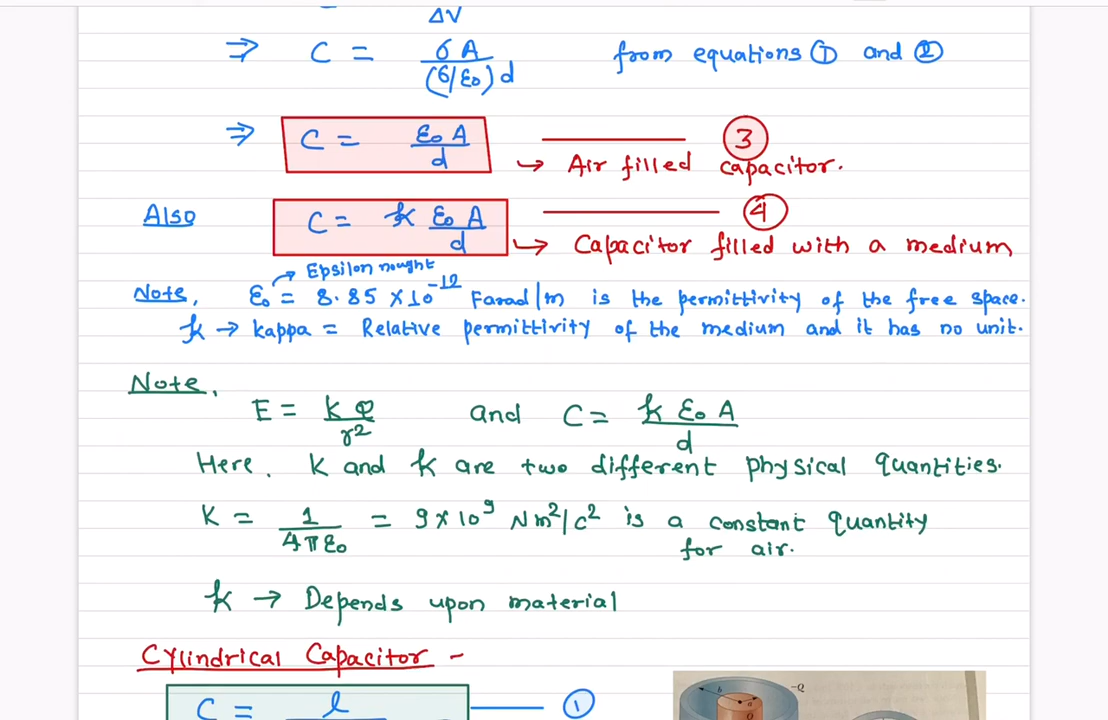 ΔV
⇒ C = σA / (σ/ε₀)d from equations ① and ②
⇒ C = ε₀A / d ——— ③
↳ Air filled capacitor.
Also C = k ε₀A / d ——— ④
↳ Capacitor filled with a medium
→ Epsilon nought
Note, ε₀ = 8.85 × 10⁻¹² Farad/m is the permittivity of the free space.
k → kappa = Relative permittivity of the medium and it has no unit.
Note,
E = kQ / r² and C = k ε₀A / d
Here, K and k are two different physical quantities.
K = 1 / 4πε₀ = 9×10⁹ Nm²/c² is a constant quantity
for air.
k → Depends upon material
Cylindrical Capacitor -
C = l ——— ①
b a -Q
Q